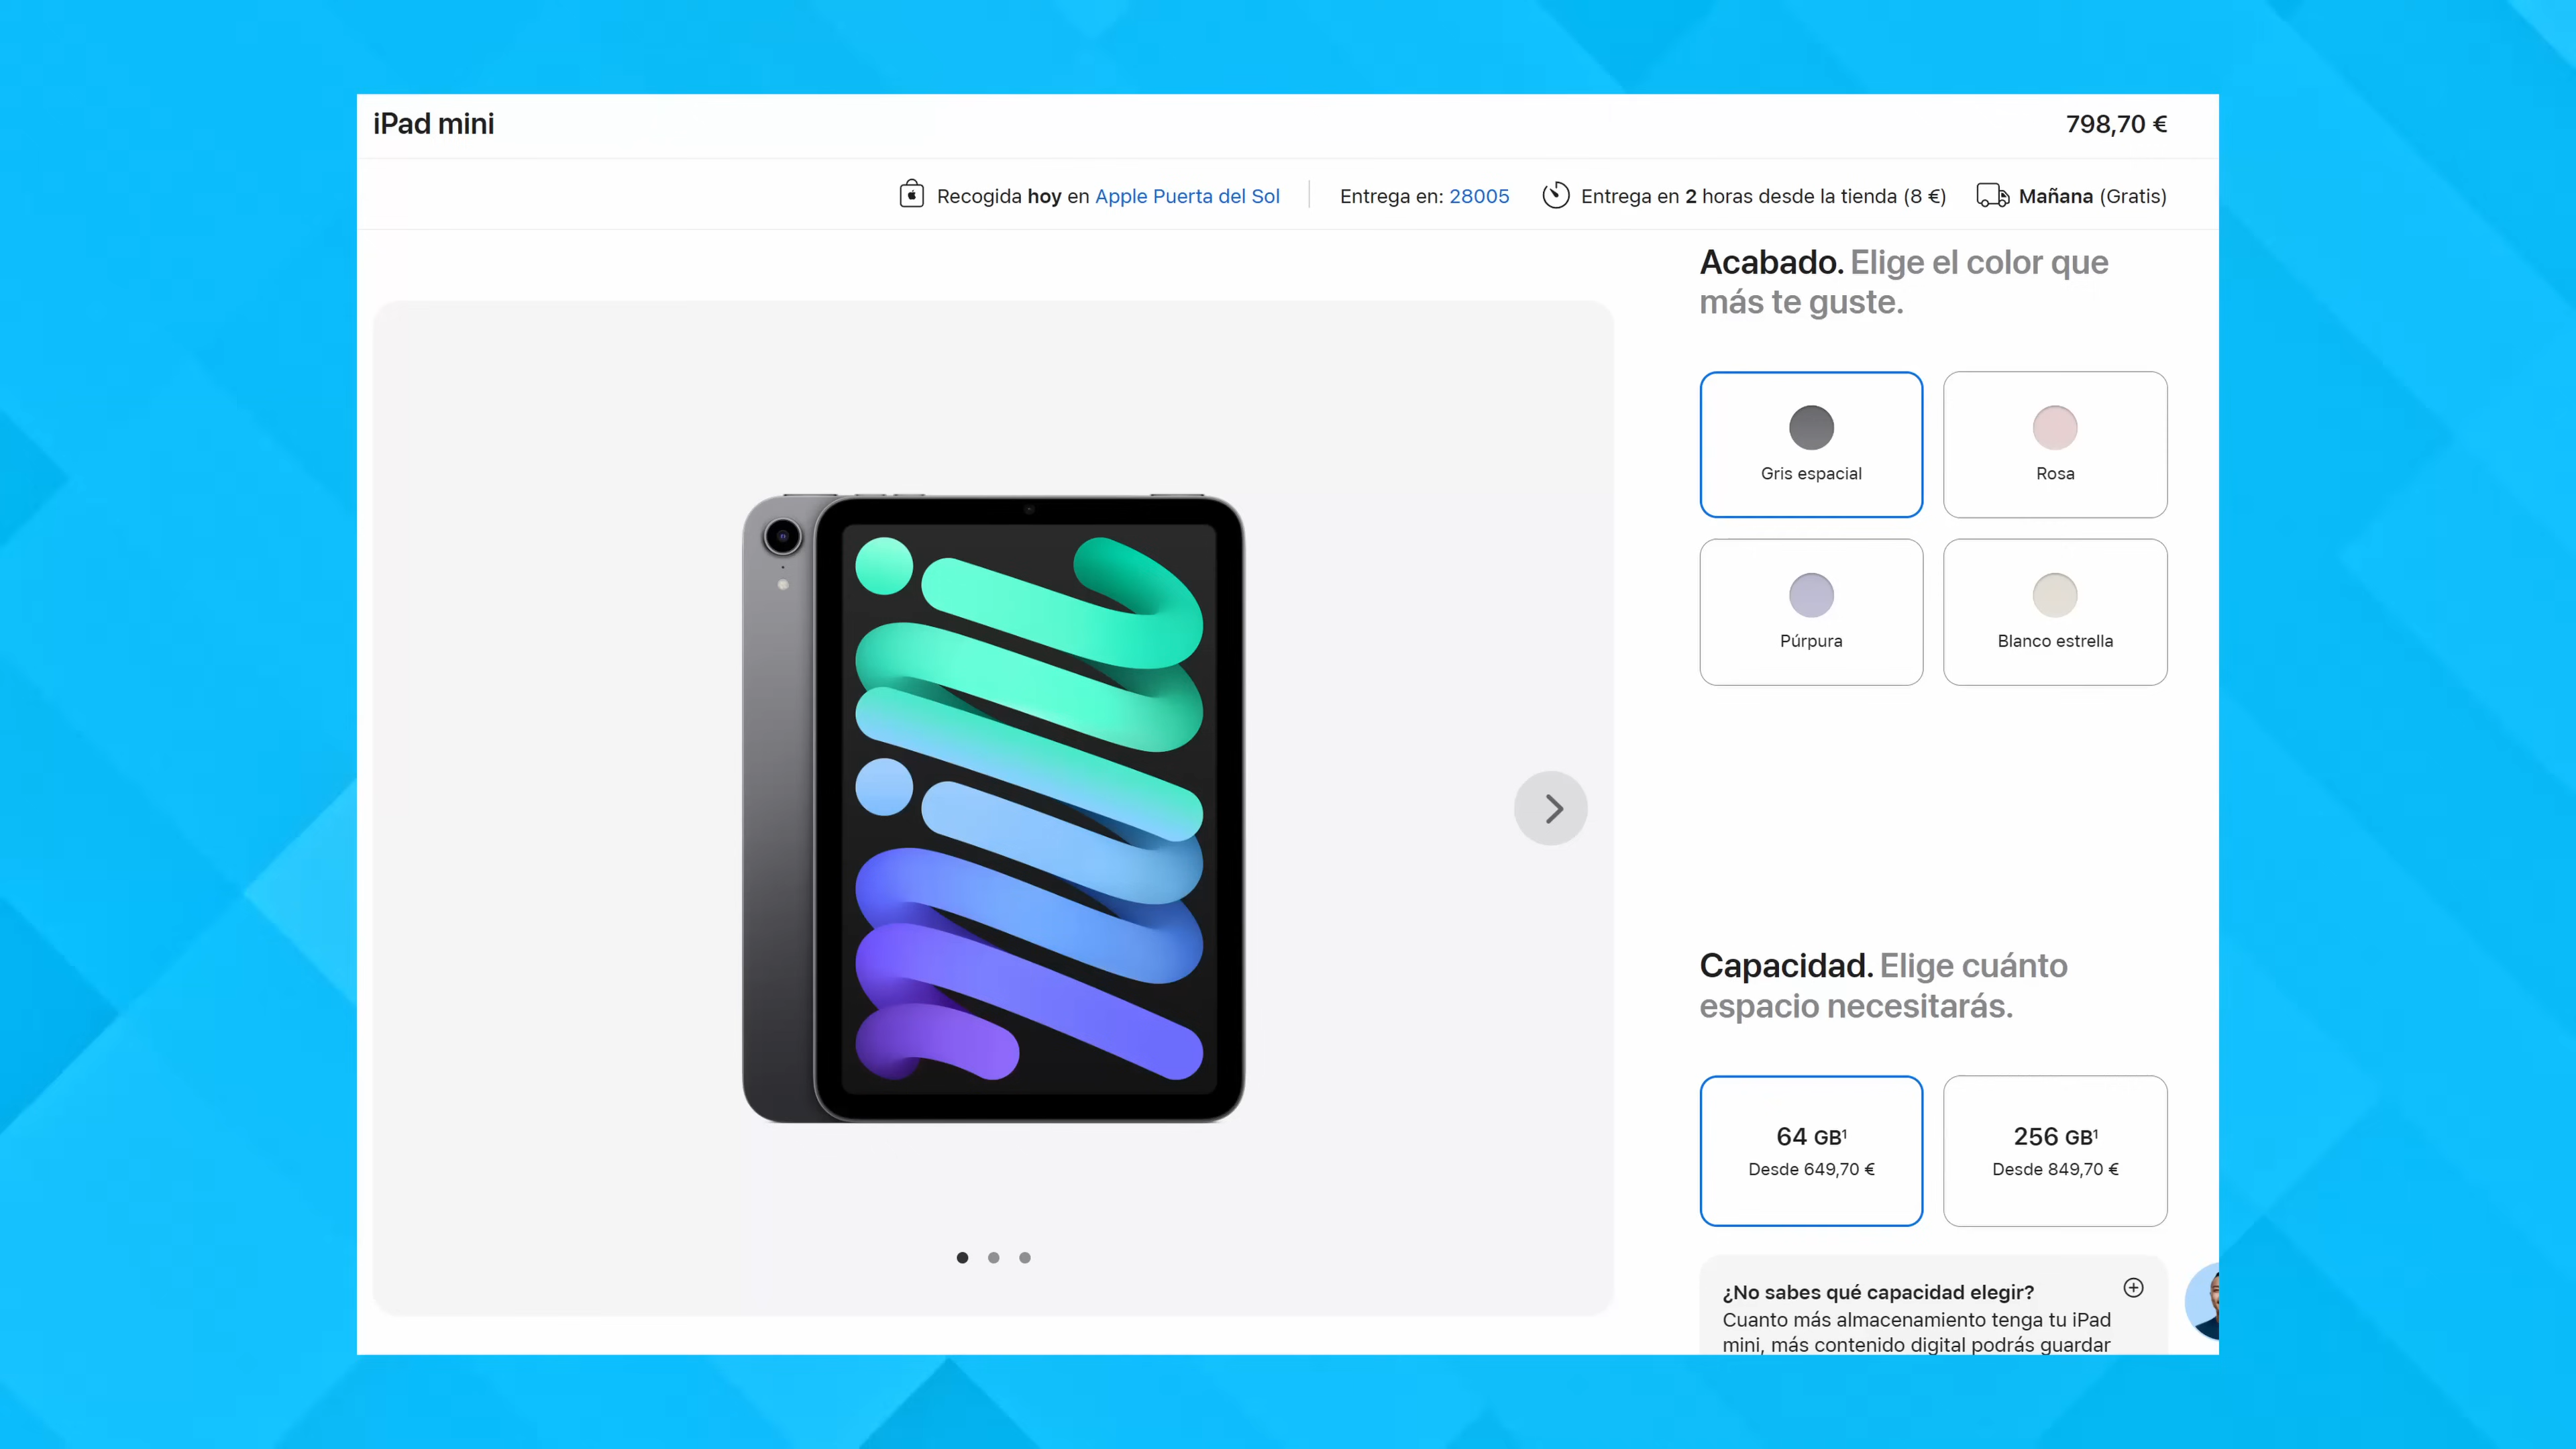 iPad mini
798,70 €
Recogida hoy en Apple Puerta del Sol
Entrega en: 28005
Entrega en 2 horas desde la tienda (8 €)
Mañana (Gratis)
Acabado. Elige el color que
más te guste.
Gris espacial
Rosa
Púrpura
Blanco estrella
Capacidad. Elige cuánto
espacio necesitarás.
64 GB¹
Desde 649,70 €
256 GB¹
Desde 849,70 €
¿No sabes qué capacidad elegir?
Cuanto más almacenamiento tenga tu iPad
mini, más contenido digital podrás guardar